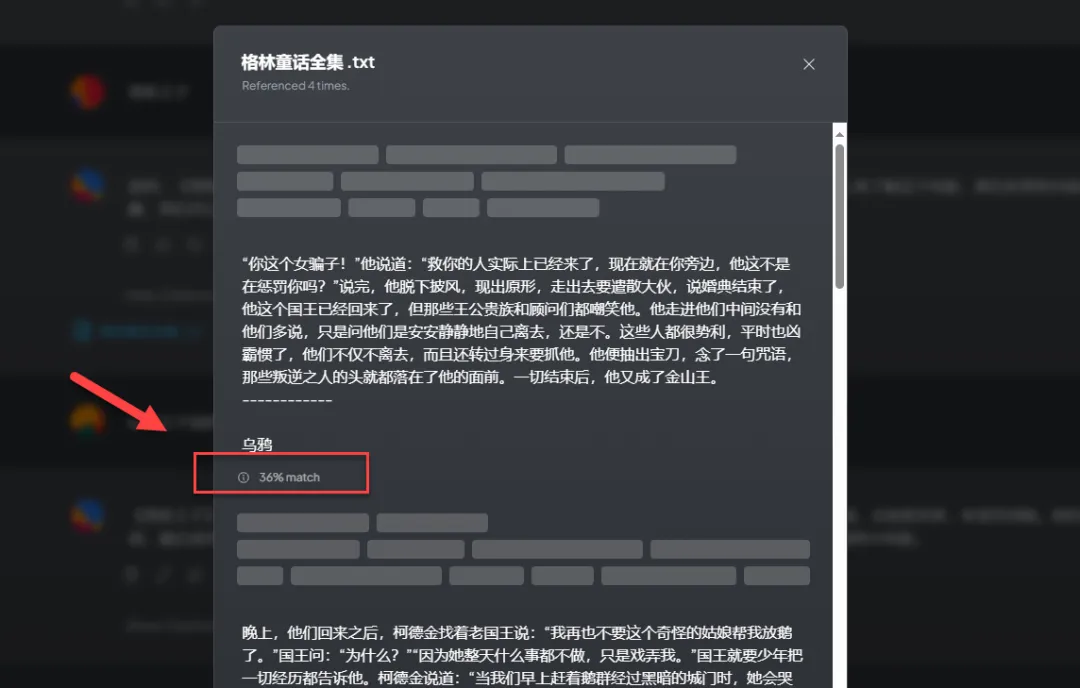 格林童话全集.txt
Referenced 4 times.
“你这个女骗子！”他说道：“救你的人实际上已经来了，现在就在你旁边，他这不是
在惩罚你吗？”说完，他脱下披风，现出原形，走出去要遣散大伙，说婚典结束了，
他这个国王已经回来了，但那些王公贵族和顾问们都嘲笑他。他走进他们中间没有和
他们多说，只是问他们是安安静静地自己离去，还是不。这些人都很势利，平时也凶
霸惯了，他们不仅不离去，而且还转过身来要抓他。他便抽出宝刀，念了一句咒语，
那些叛逆之人的头就都落在了他的面前。一切结束后，他又成了金山王。
------------
乌鸦
36% match
晚上，他们回来之后，柯德金找着老国王说：“我再也不要这个奇怪的姑娘帮我放鹅
了。”国王问：“为什么？”“因为她整天什么事都不做，只是戏弄我。”国王就要少年把
一切经历都告诉他。柯德金说道：“当我们早上赶着鹅群经过黑暗的城门时，她会哭